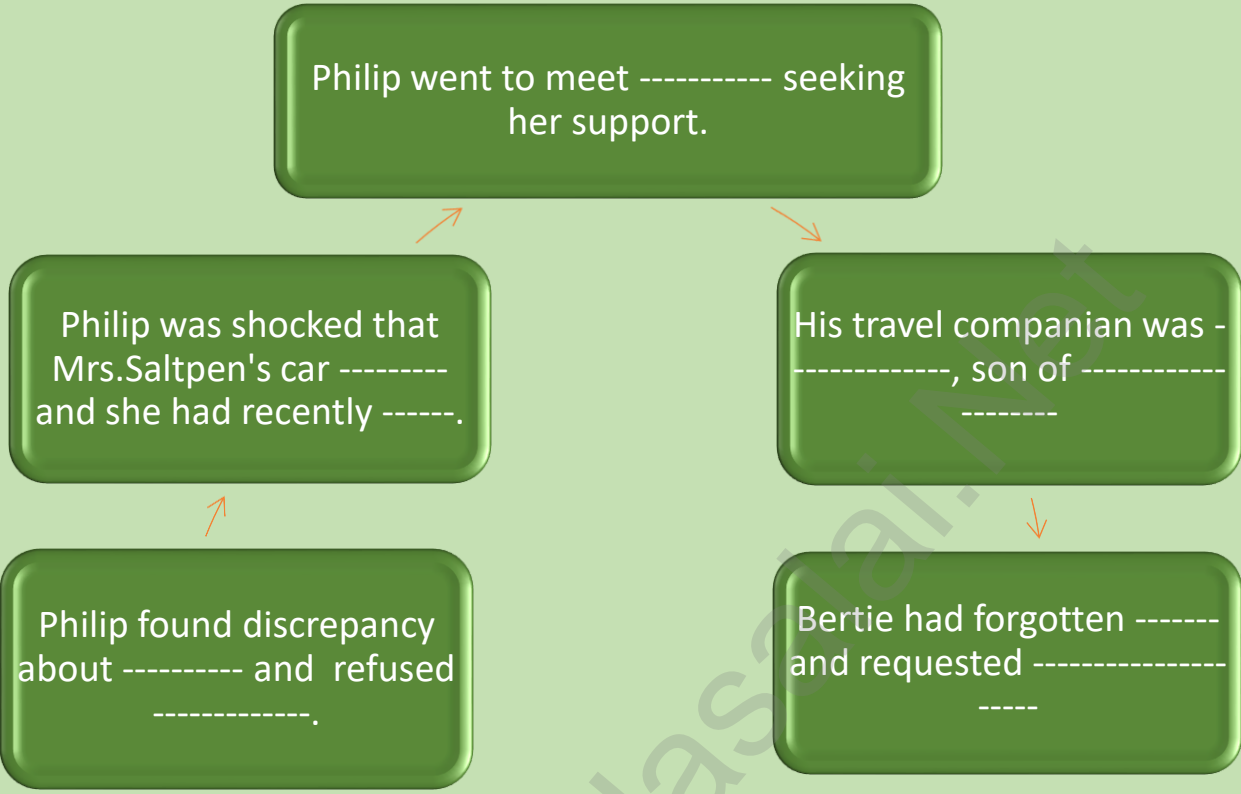 Philip went to meet ----------- seeking
her support.
Philip was shocked that
Mrs.Saltpen's car ---------
and she had recently ------.
His travel companian was -
-------------, son of ------------
--------
Philip found discrepancy
about ---------- and refused
-------------.
Bertie had forgotten -------
and requested ----------------
-----